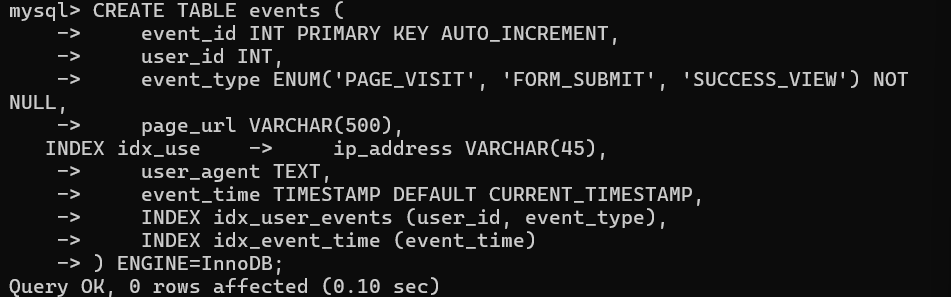 mysql> CREATE TABLE events (
    ->     event_id INT PRIMARY KEY AUTO_INCREMENT,
    ->     user_id INT,
    ->     event_type ENUM('PAGE_VISIT', 'FORM_SUBMIT', 'SUCCESS_VIEW') NOT
NULL,
    ->     page_url VARCHAR(500),
   INDEX idx_use    ->     ip_address VARCHAR(45),
    ->     user_agent TEXT,
    ->     event_time TIMESTAMP DEFAULT CURRENT_TIMESTAMP,
    ->     INDEX idx_user_events (user_id, event_type),
    ->     INDEX idx_event_time (event_time)
    -> ) ENGINE=InnoDB;
Query OK, 0 rows affected (0.10 sec)